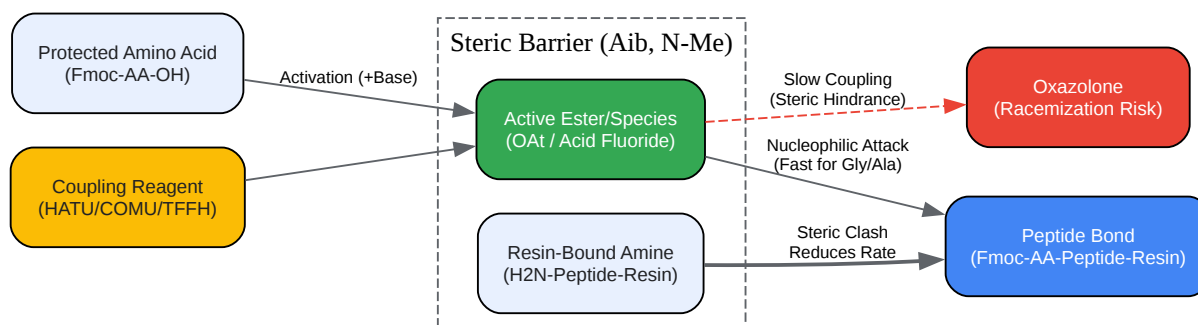 Protected Amino Acid
(Fmoc-AA-OH)
Coupling Reagent
(HATU/COMU/TFFH)
Activation (+Base)
Steric Barrier (Aib, N-Me)
Active Ester/Species
(OAt / Acid Fluoride)
Resin-Bound Amine
(H2N-Peptide-Resin)
Slow Coupling
(Steric Hindrance)
Nucleophilic Attack
(Fast for Gly/Ala)
Steric Clash
Reduces Rate
Oxazolone
(Racemization Risk)
Peptide Bond
(Fmoc-AA-Peptide-Resin)